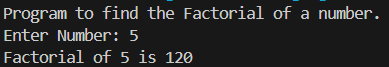 Program to find the Factorial of a number.
Enter Number: 5
Factorial of 5 is 120